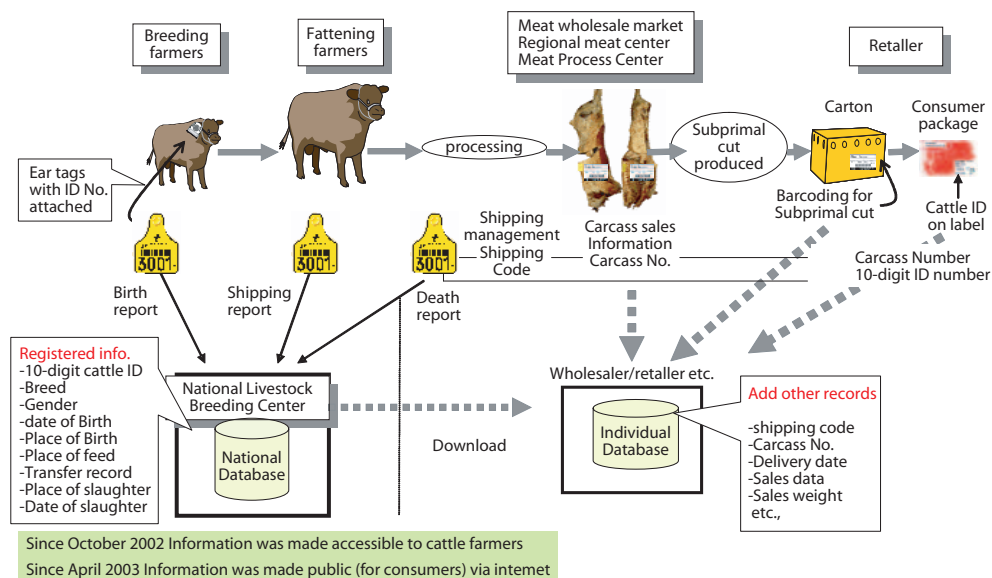 Breeding
farmers
Fattening
farmers
Meat wholesale market
Regional meat center
Meat Process Center
Retaller
Carton
Consumer
package
processing
Subprimal
cut
produced
Ear tags
with ID No.
attached
Barcoding for
Subprimal cut
Cattle ID
on label
3001-
3001-
3001-
Shipping
management
Shipping
Code
Carcass sales
Information
Carcass No.
Carcass Number
10-digit ID number
Birth
report
Shipping
report
Death
report
Registered info.
-10-digit cattle ID
-Breed
-Gender
-date of Birth
-Place of Birth
-Place of feed
-Transfer record
-Place of slaughter
-Date of slaughter
National Livestock
Breeding Center
National
Database
Download
Wholesaler/retailer etc.
Individual
Database
Add other records
-shipping code
-Carcass No.
-Delivery date
-Sales data
-Sales weight
etc.,
Since October 2002 Information was made accessible to cattle farmers
Since April 2003 Information was made public (for consumers) via intemet